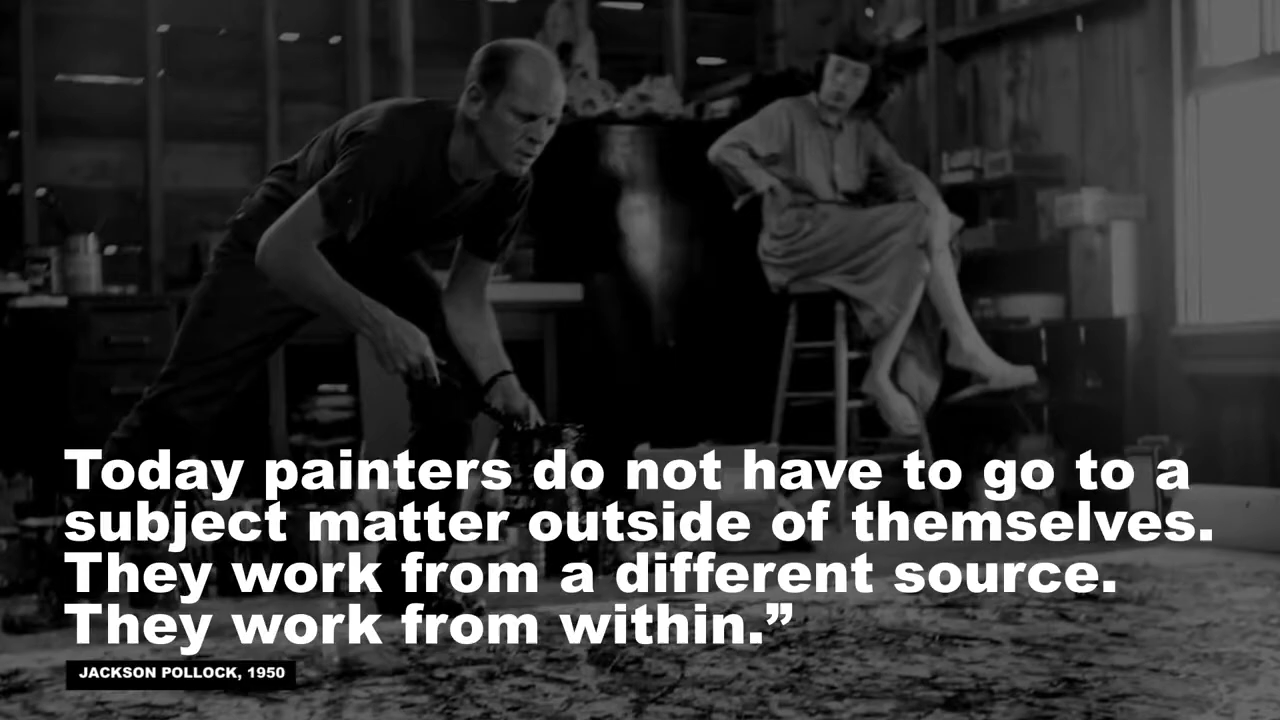 Today painters do not have to go to a
subject matter outside of themselves.
They work from a different source.
They work from within.”
JACKSON POLLOCK, 1950